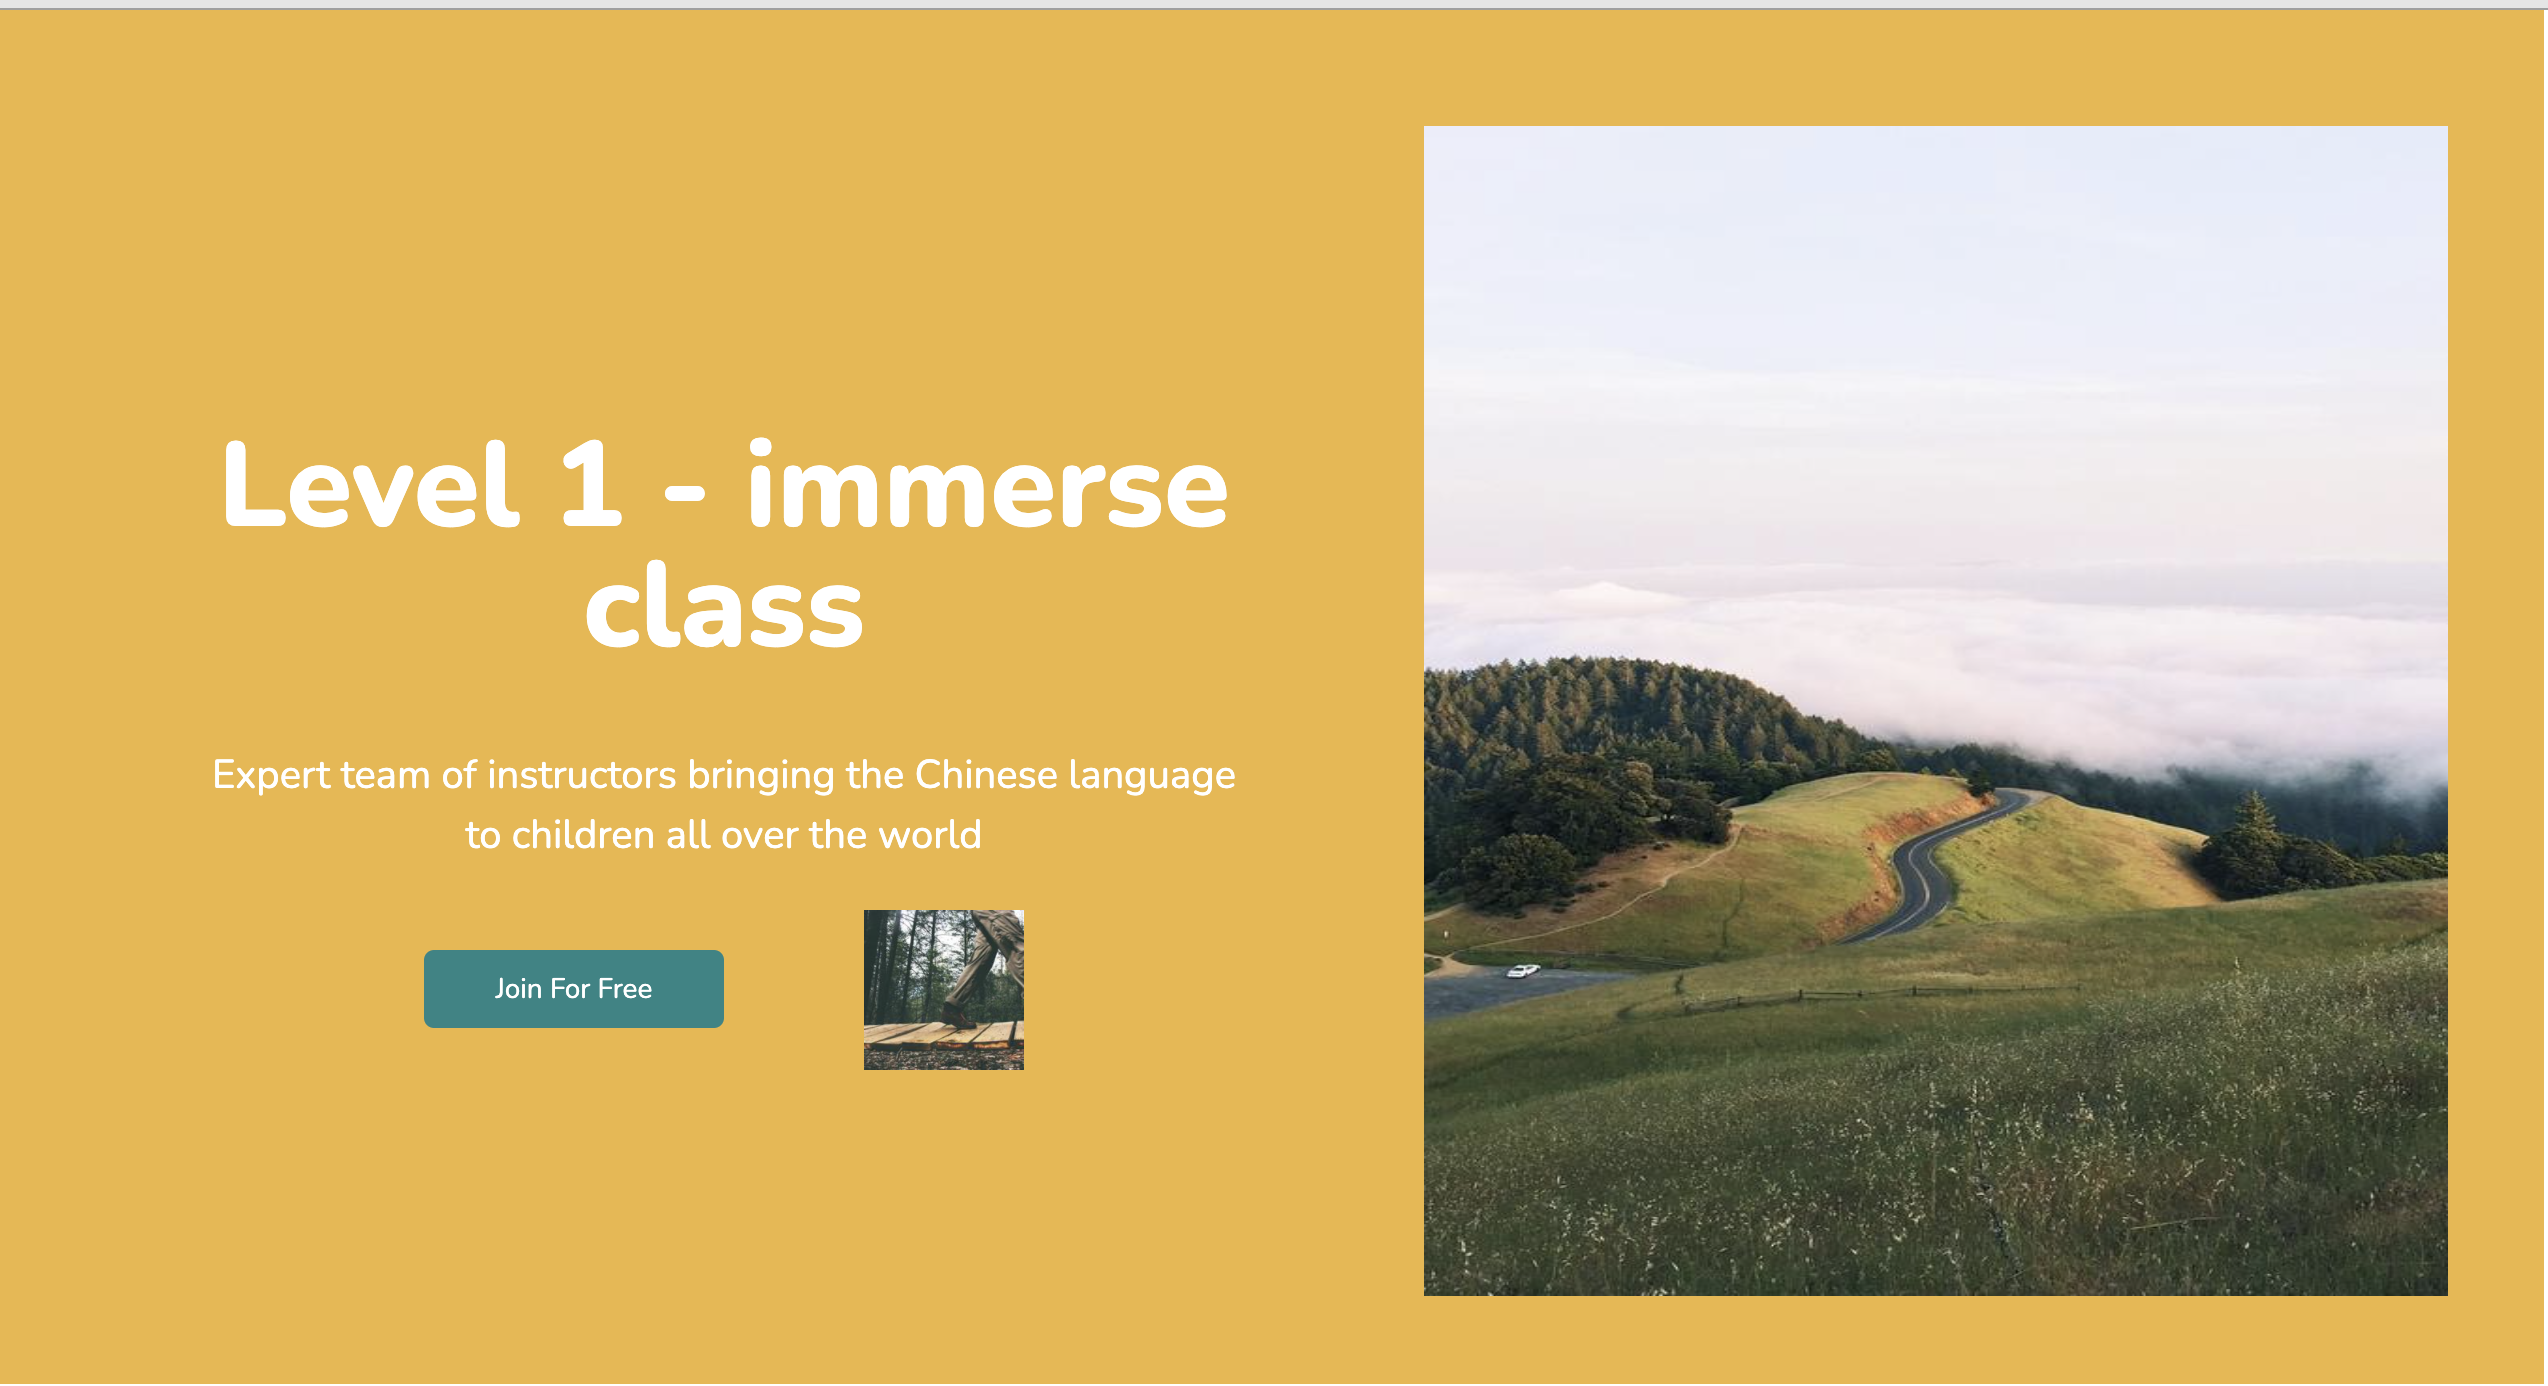 Level 1 - immerse
class
Expert team of instructors bringing the Chinese language
to children all over the world
Join For Free